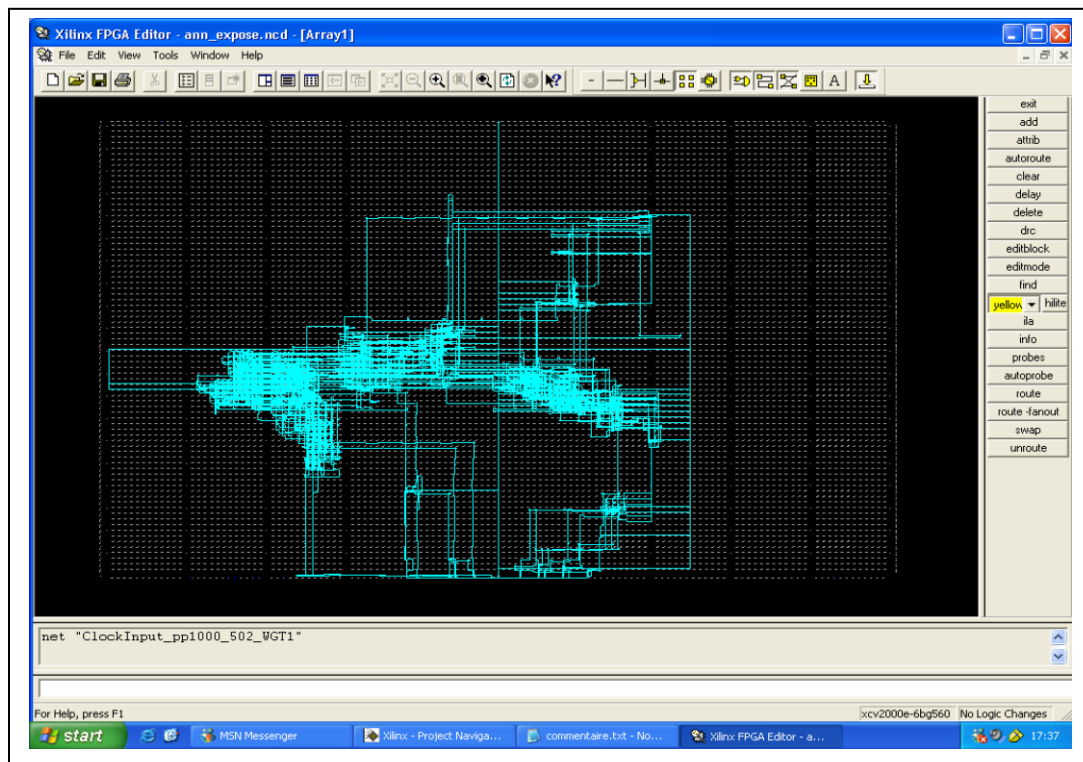 Xilinx FPGA Editor - ann_expose.ncd - [Array1]
File Edit View Tools Window Help
A
exit
add
attrib
autoroute
clear
delay
delete
drc
editblock
editmode
find
yellow hilite
ila
info
probes
autoprobe
route
route -fanout
swap
unroute
net "ClockInput_pp1000_502_WGT1"
For Help, press F1
xcv2000e-6bg560 No Logic Changes
start MSN Messenger Xilinx - Project Naviga... commentaire.txt - No... Xilinx FPGA Editor - a... 17:37